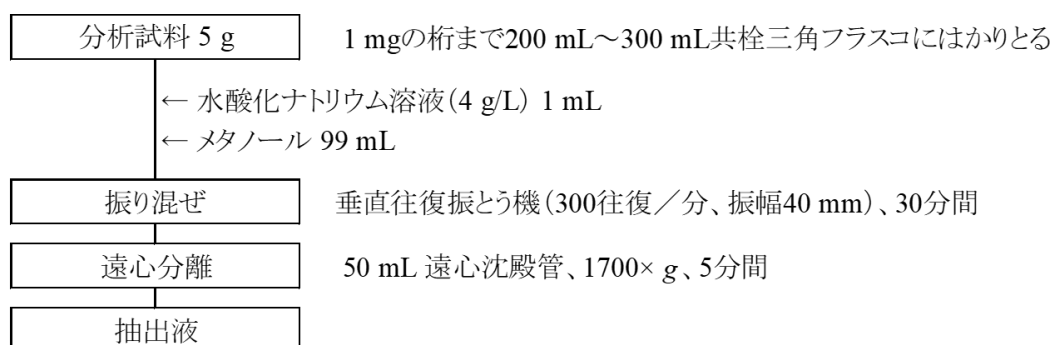 分析試料 5 g 1 mgの桁まで200 mL～300 mL共栓三角フラスコにはかりとる
← 水酸化ナトリウム溶液（4 g/L） 1 mL
← メタノール 99 mL
振り混ぜ 垂直往復振とう機（300往復／分、振幅40 mm）、30分間
遠心分離 50 mL 遠心沈殿管、1700× g、5分間
抽出液